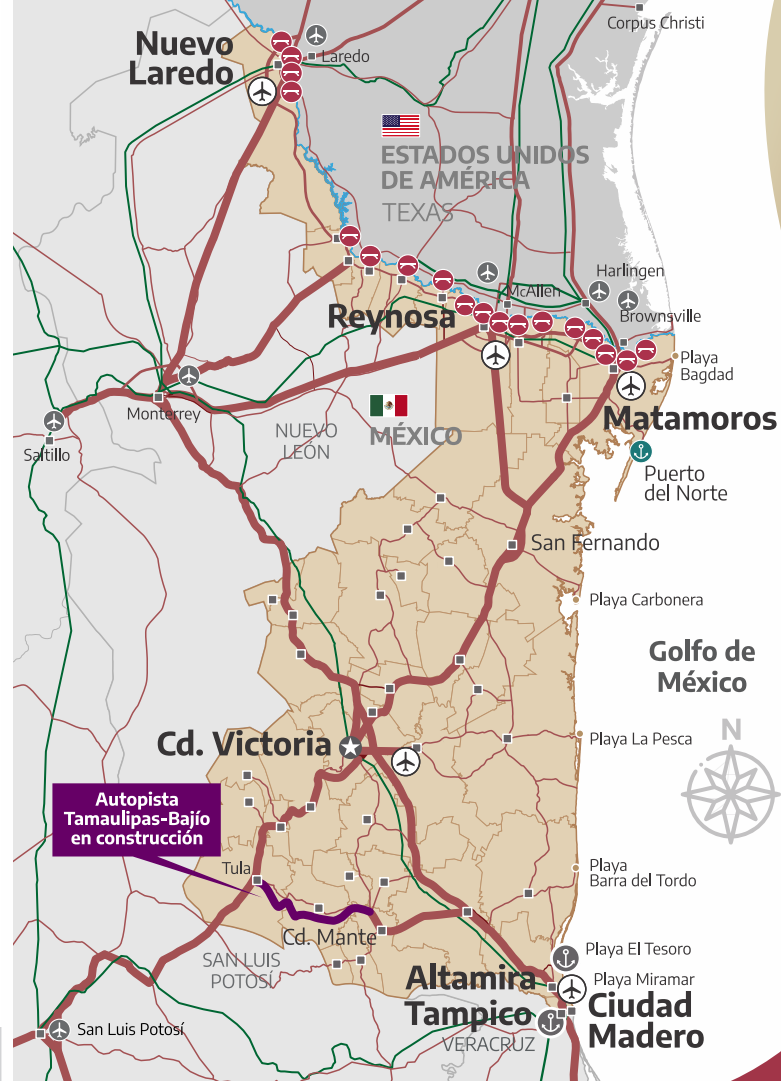 Corpus Christi
Nuevo
Laredo
Laredo
ESTADOS UNIDOS
DE AMÉRICA
TEXAS
Harlingen
McAllen
Reynosa
Brownsville
Playa
Bagdad
Monterrey
Matamoros
NUEVO
LEÓN
MÉXICO
Saltillo
Puerto
del Norte
San Fernando
Playa Carbonera
Golfo de
México
N
Cd. Victoria
Playa La Pesca
Autopista
Tamaulipas-Bajío
en construcción
Tula
Playa
Barra del Tordo
Cd. Mante
Playa El Tesoro
SAN LUIS
POTOSÍ
Altamira
Playa Miramar
Tampico
Ciudad
Madero
San Luis Potosí
VERACRUZ